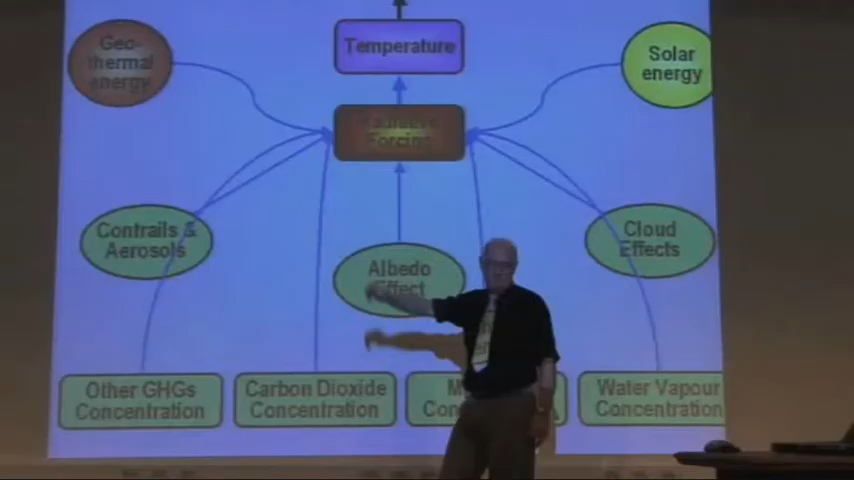 Geo-
thermal
energy
Temperature
Solar
energy
Radiative
Forcing
Contrails &
Aerosols
Albedo
Effect
Cloud
Effects
Other GHGs
Concentration
Carbon Dioxide
Concentration
Water Vapour
Concentration